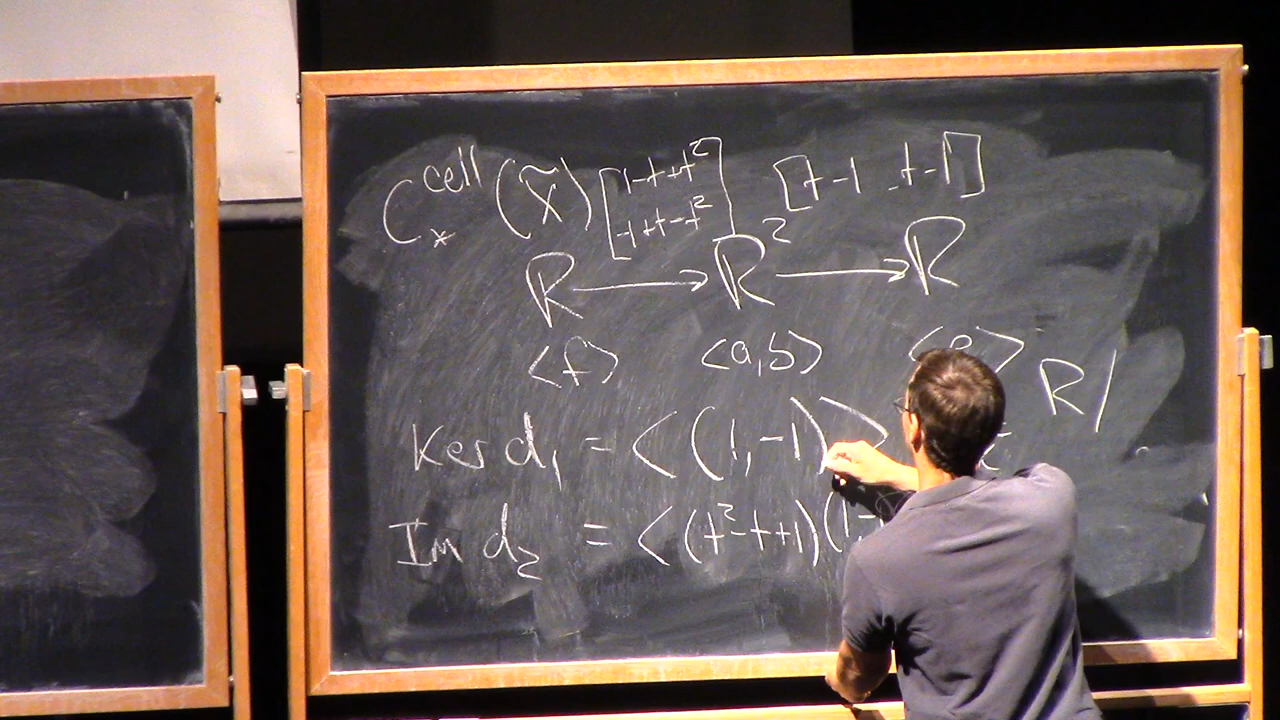 C_*^{cell}(X̃) [1-t+t² -1+t-t²] [t-1 t-1]
R → R² → R
<f> <a,b> <e> R/
Ker d₁ = <(1,-1)>
Im d₂ = <(t²-t+1)(1,-